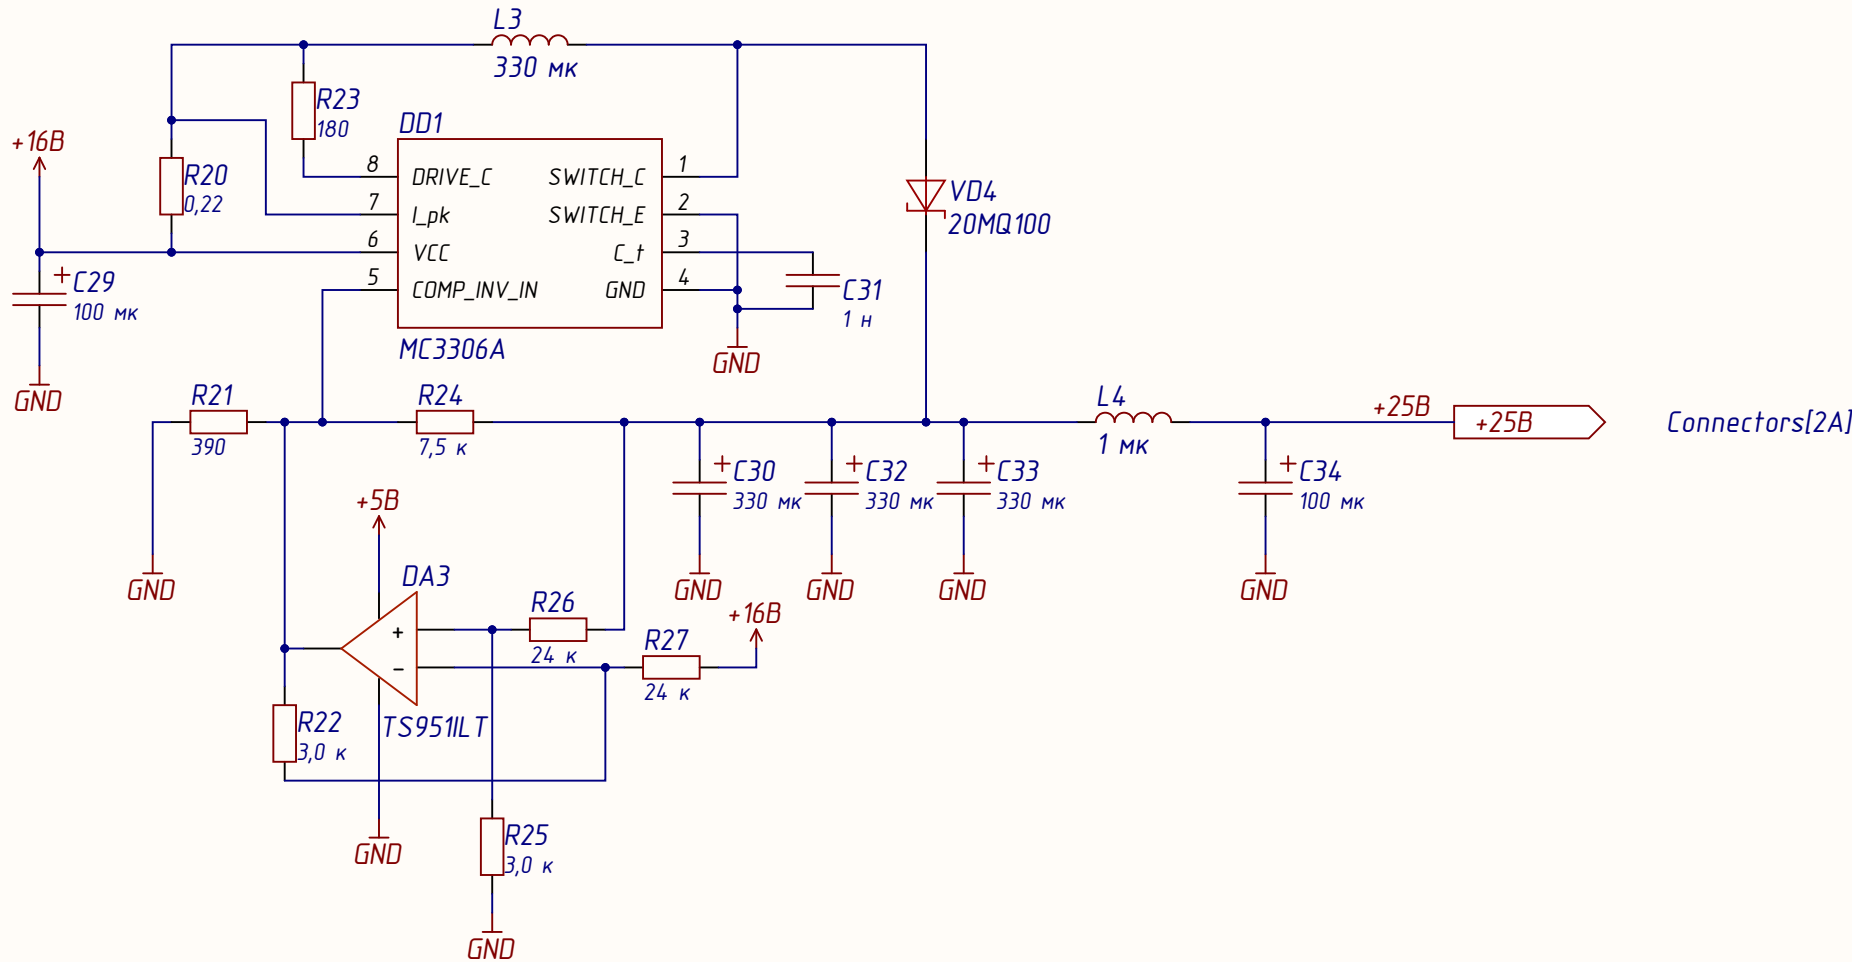 L3
330 мк
R23
180
DD1
+16В
R20
0,22
8 DRIVE_C SWITCH_C 1
7 I_pk SWITCH_E 2
6 VCC C_t 3
5 COMP_INV_IN GND 4
MC3306A
VD4
20MQ100
+ C29
100 мк
GND
C31
1 н
GND
R21
390
R24
7,5 к
L4
1 мк
+25В
+25В
Connectors[2A]
+ C30
330 мк
+ C32
330 мк
+ C33
330 мк
+ C34
100 мк
+5В
GND
GND
GND
GND
GND
DA3
+
–
TS951ILT
R26
24 к
+16В
R27
24 к
R22
3,0 к
GND
R25
3,0 к
GND